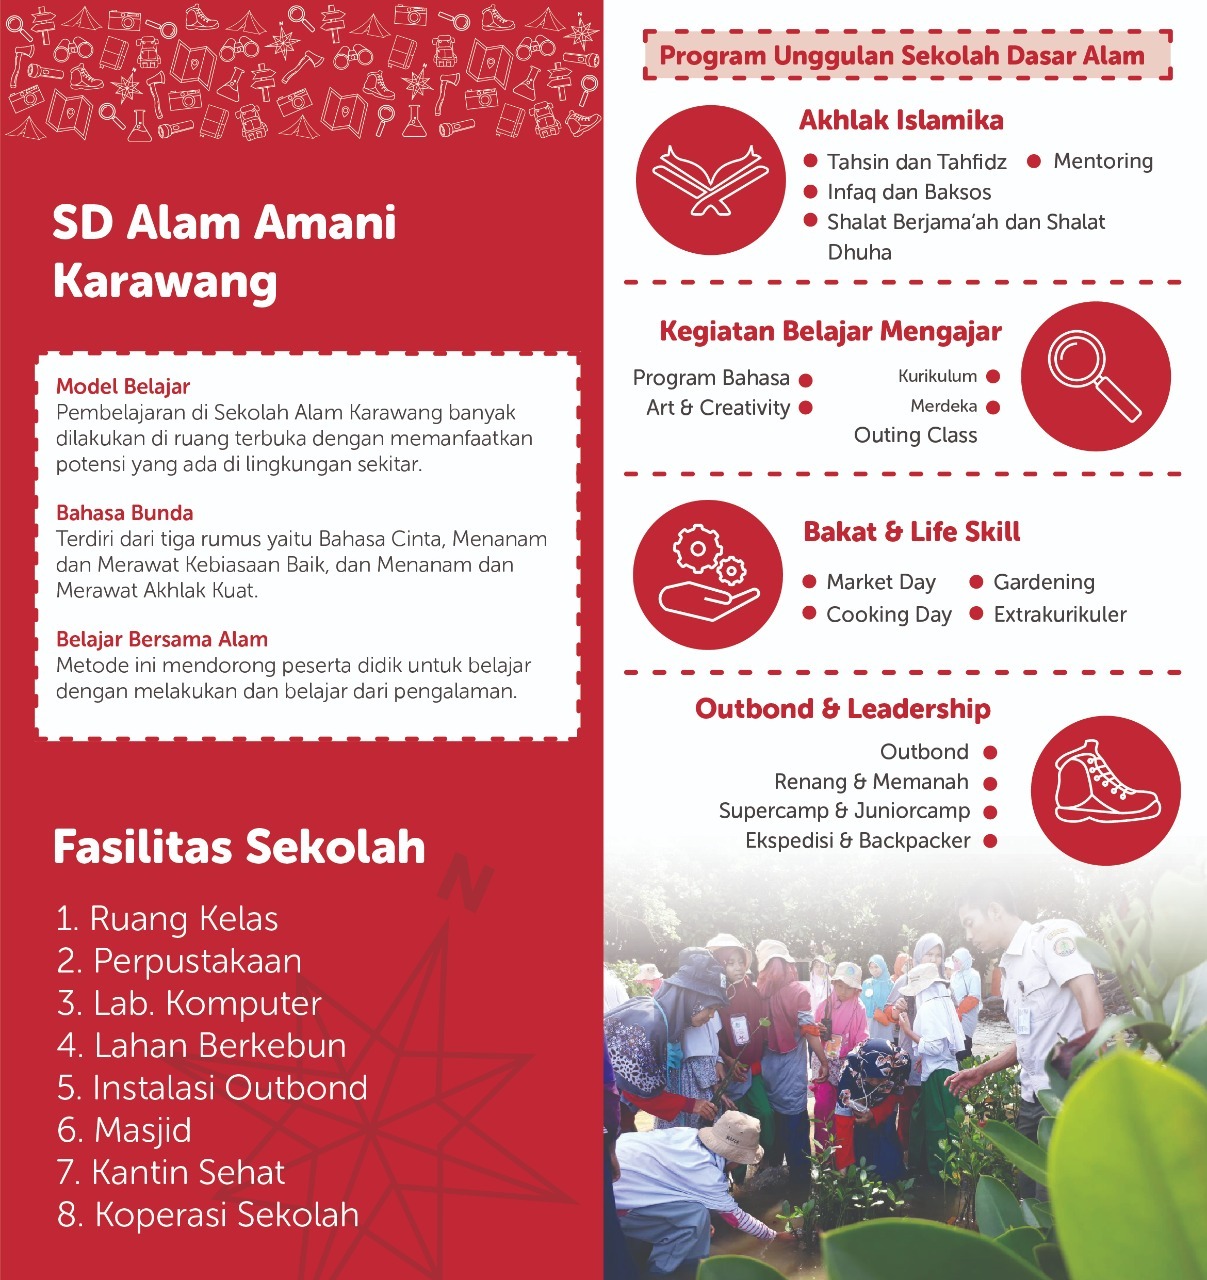 SD Alam Amani
Karawang
Model Belajar
Pembelajaran di Sekolah Alam Karawang banyak
dilakukan di ruang terbuka dengan memanfaatkan
potensi yang ada di lingkungan sekitar.
Bahasa Bunda
Terdiri dari tiga rumus yaitu Bahasa Cinta, Menanam
dan Merawat Kebiasaan Baik, dan Menanam dan
Merawat Akhlak Kuat.
Belajar Bersama Alam
Metode ini mendorong peserta didik untuk belajar
dengan melakukan dan belajar dari pengalaman.
Fasilitas Sekolah
N
1. Ruang Kelas
2. Perpustakaan
3. Lab. Komputer
4. Lahan Berkebun
5. Instalasi Outbond
6. Masjid
7. Kantin Sehat
8. Koperasi Sekolah
Program Unggulan Sekolah Dasar Alam
Akhlak Islamika
Tahsin dan Tahfidz
Mentoring
Infaq dan Baksos
Shalat Berjama'ah dan Shalat
Dhuha
Kegiatan Belajar Mengajar
Program Bahasa
Art & Creativity
Kurikulum
Merdeka
Outing Class
Bakat & Life Skill
Market Day
Gardening
Cooking Day
Extrakurikuler
Outbond & Leadership
Outbond
Renang & Memanah
Supercamp & Juniorcamp
Ekspedisi & Backpacker